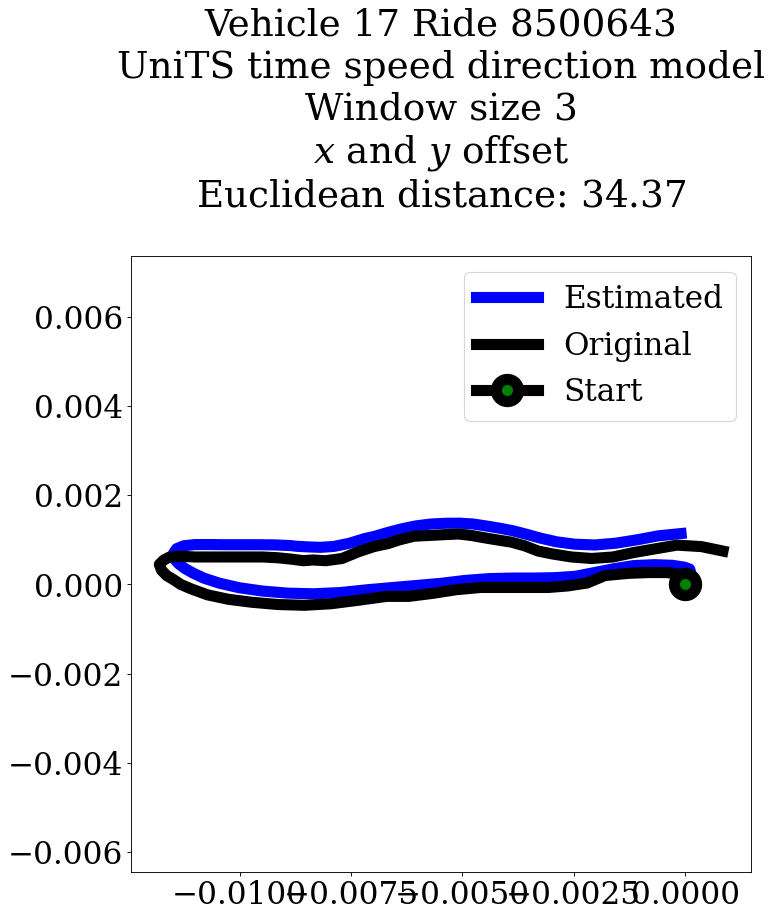 Vehicle 17 Ride 8500643
UniTS time speed direction model
Window size 3
x and y offset
Euclidean distance: 34.37
Estimated
Original
Start
0.006
0.004
0.002
0.000
−0.002
−0.004
−0.006
−0.0100 −0.0075 −0.0050 −0.0025 0.0000